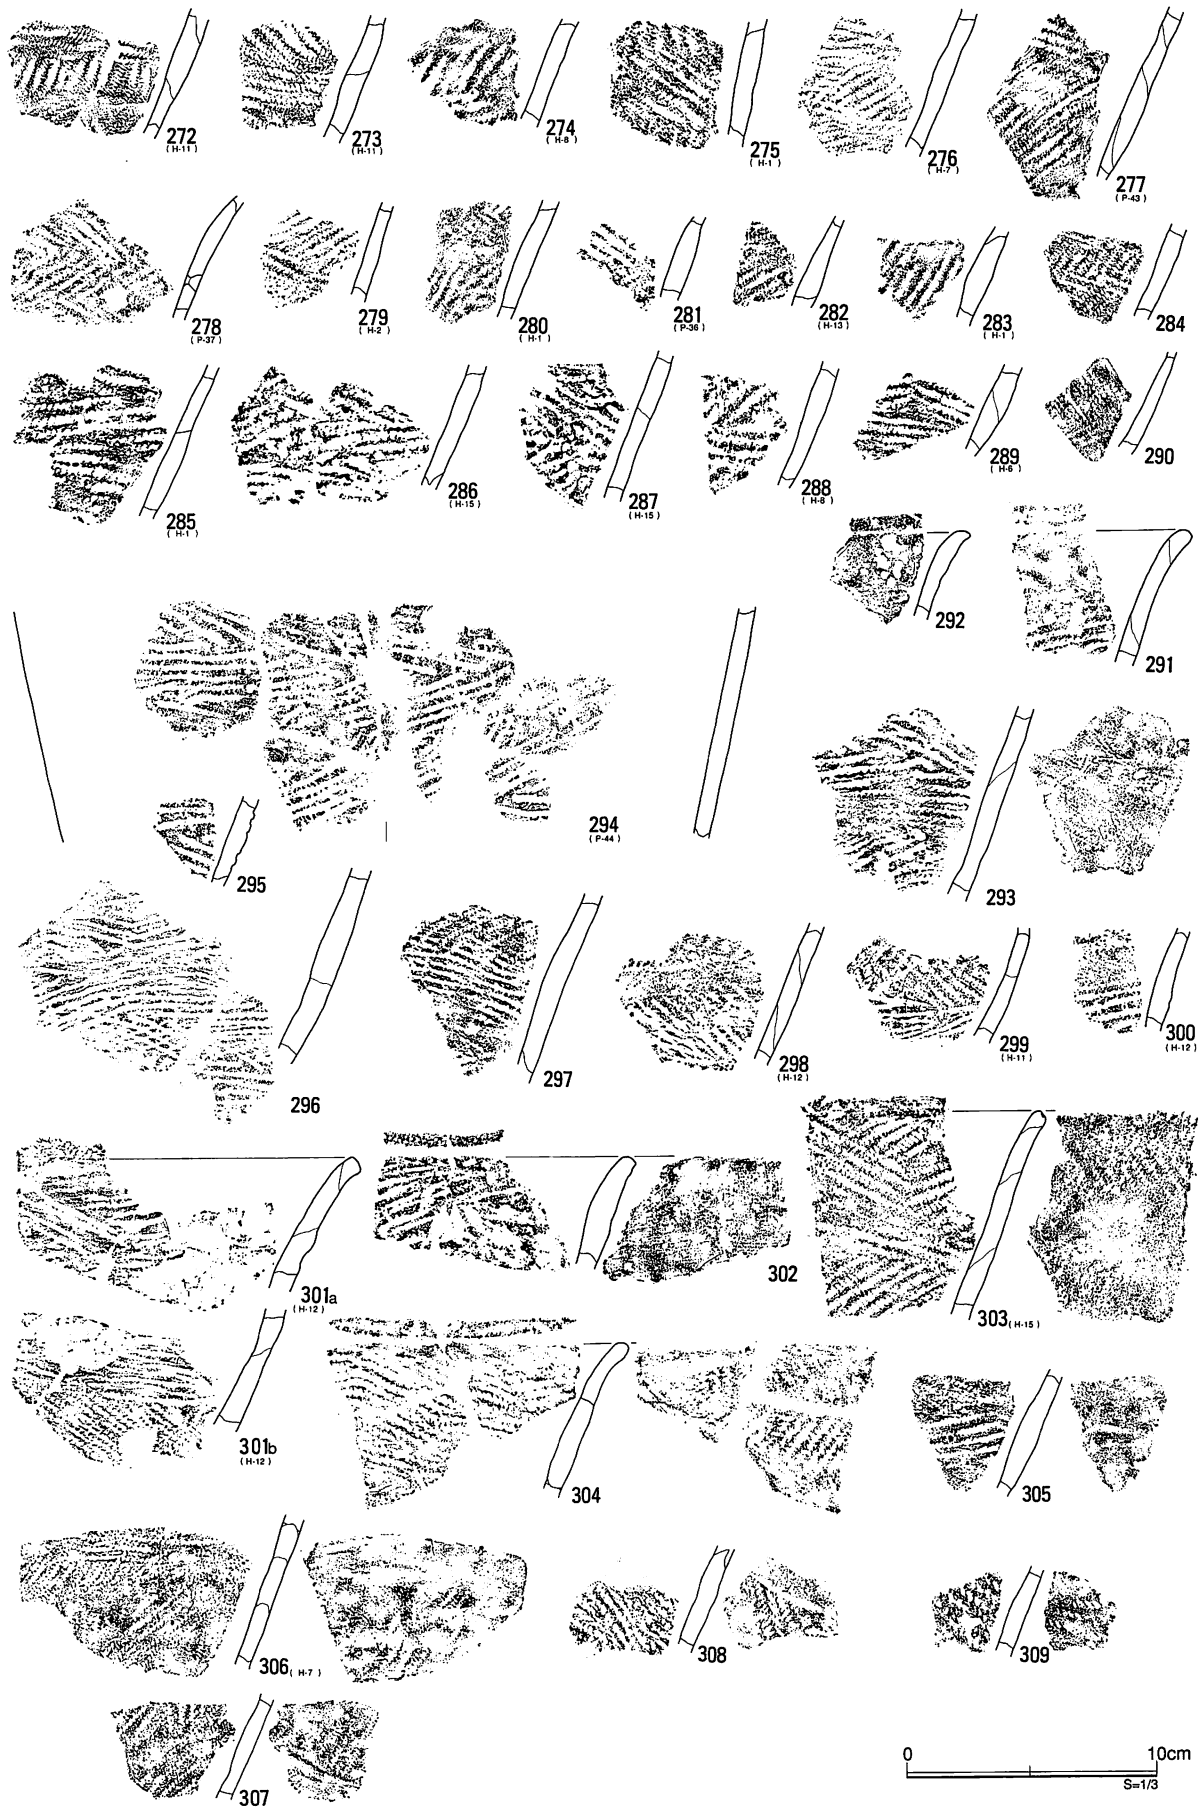 272
(H-11)
273
(H-11)
274
(H-8)
275
(H-1)
276
(H-7)
277
(P-43)
278
(P-37)
279
(H-2)
280
(H-1)
281
(P-36)
282
(H-13)
283
(H-1)
284
285
(H-1)
286
(H-15)
287
(H-15)
288
(H-8)
289
(H-6)
290
292
291
294
(P-44)
295
293
296
297
298
(H-12)
299
(H-11)
300
(H-12)
301a
(H-12)
302
303(H-15)
301b
(H-12)
304
305
306(H-7)
308
309
307
0 10cm
S=1/3